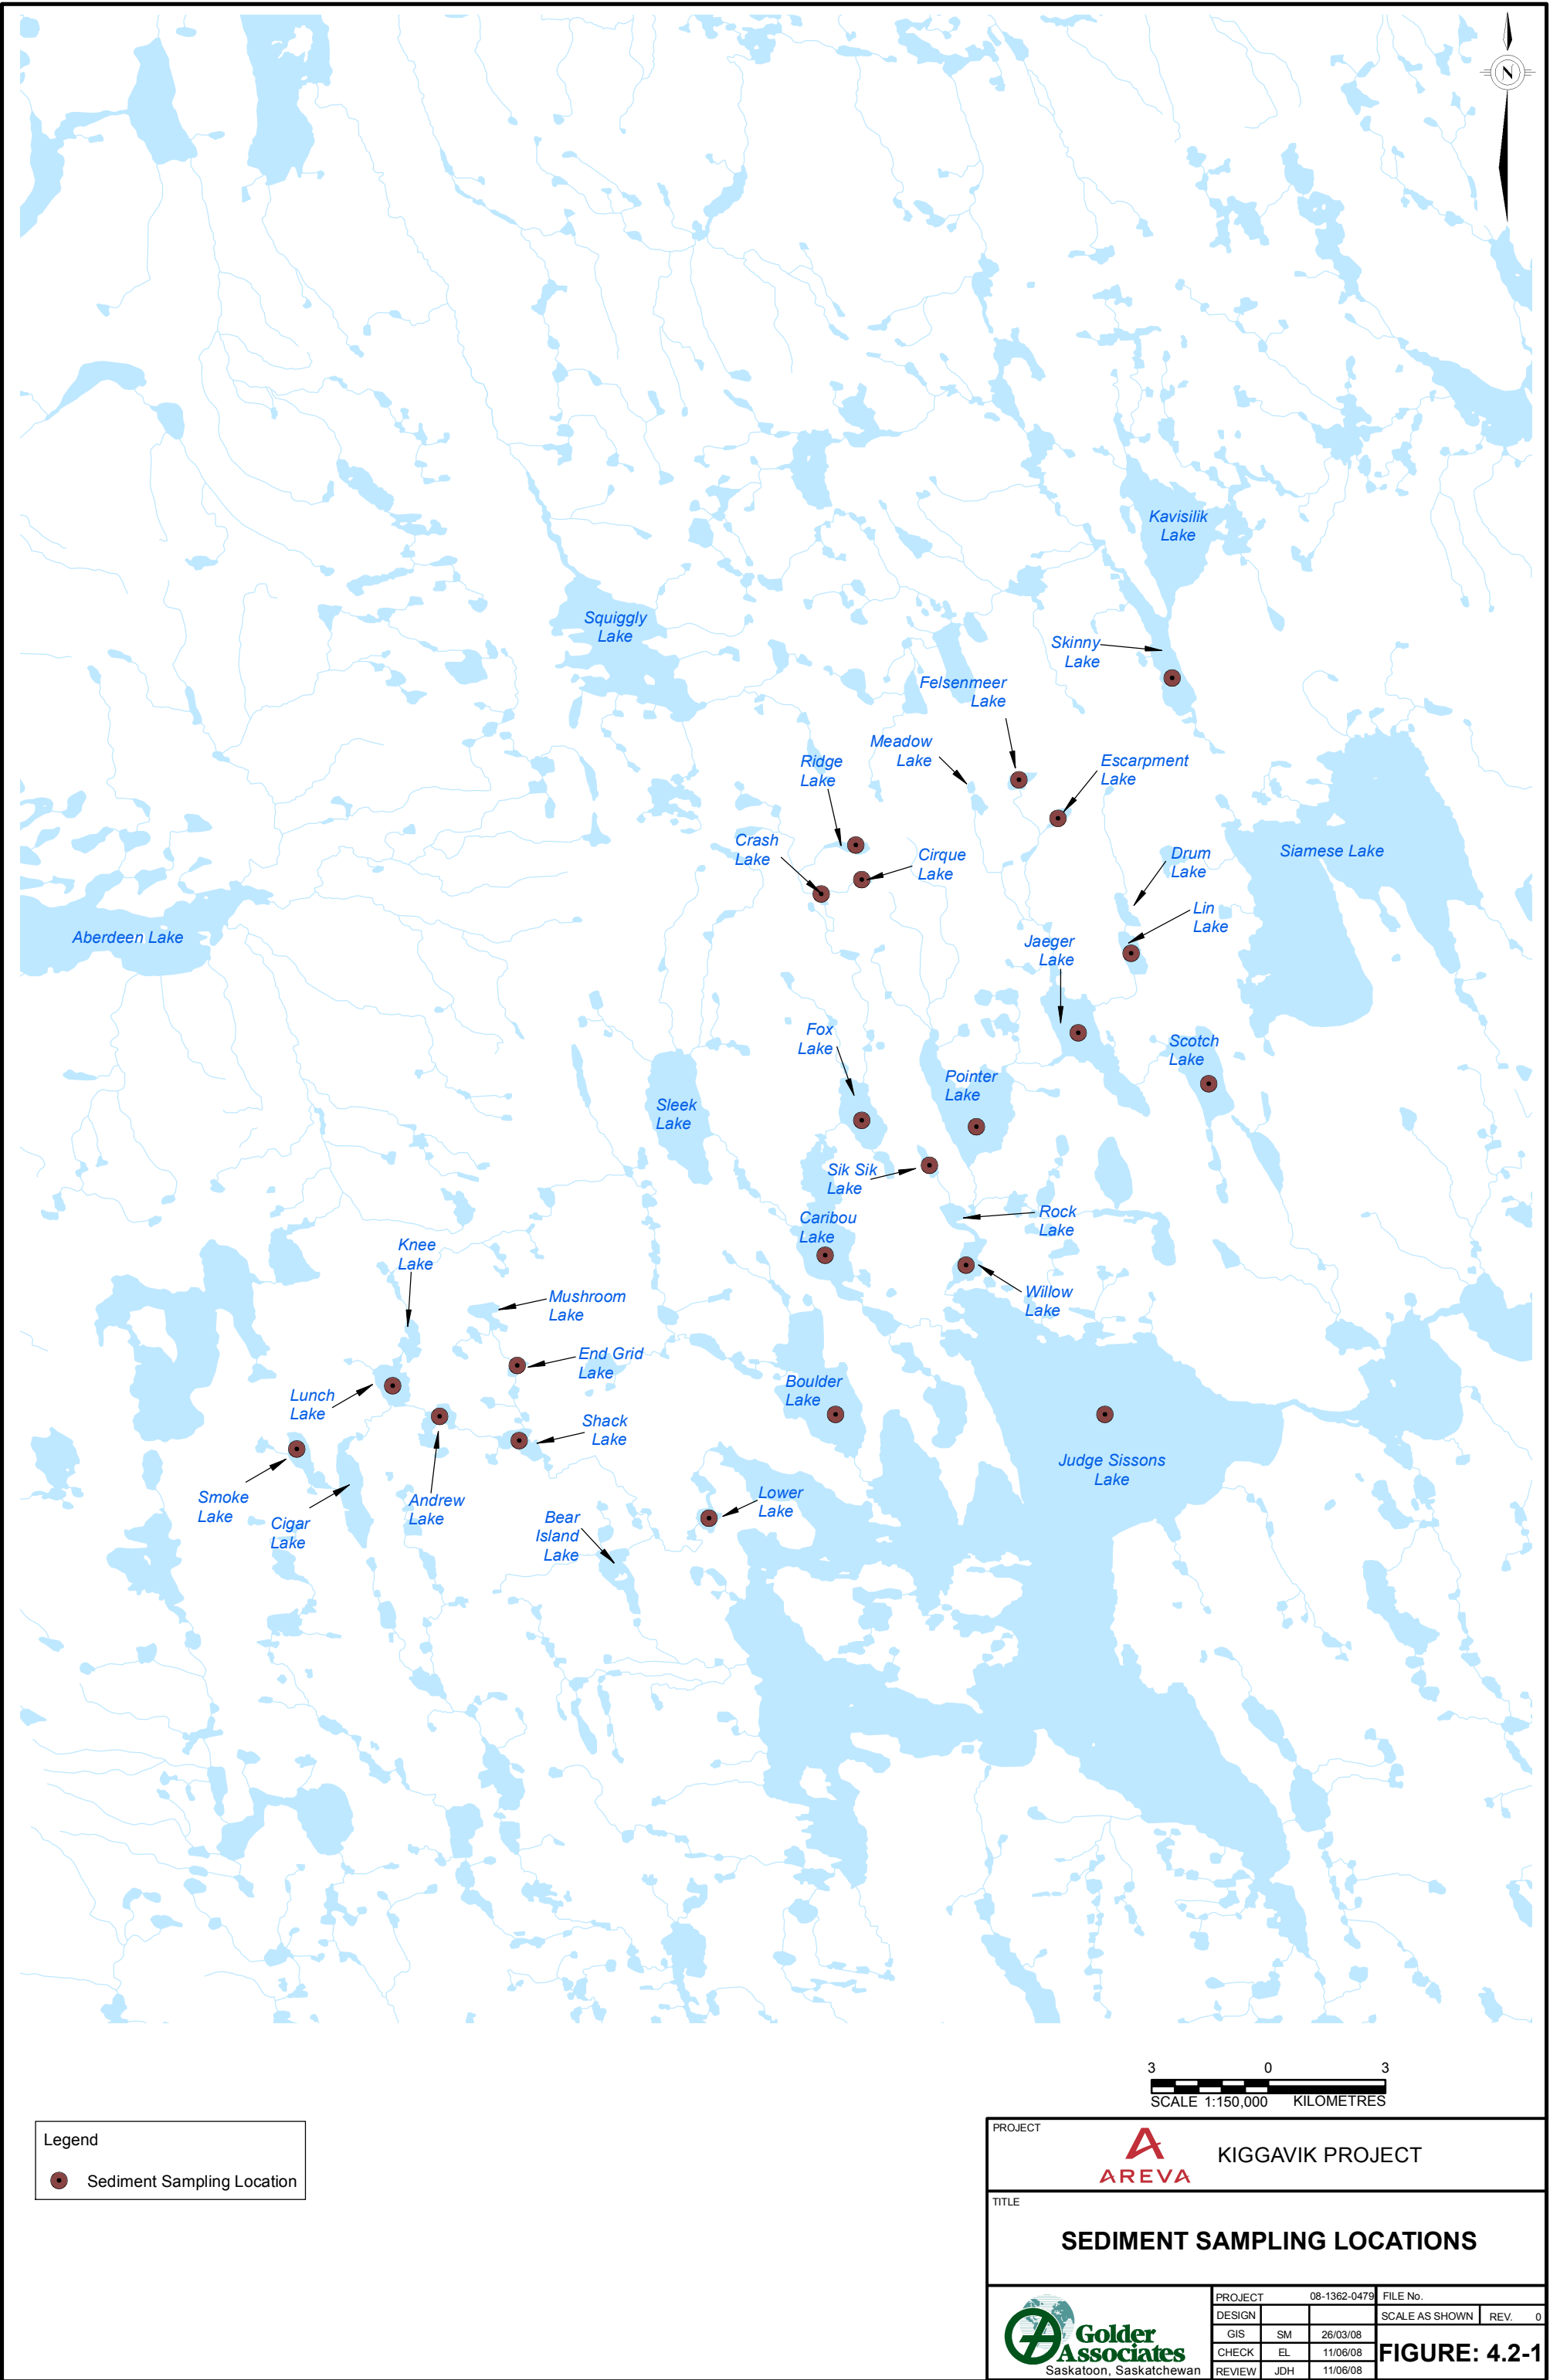 N
Kavisilik
Lake
Squiggly
Lake
Skinny
Lake
Felsenmeer
Lake
Meadow
Lake
Ridge
Lake
Escarpment
Lake
Crash
Lake
Cirque
Lake
Drum
Lake
Siamese Lake
Lin
Lake
Aberdeen Lake
Jaeger
Lake
Fox
Lake
Scotch
Lake
Pointer
Lake
Sleek
Lake
Sik Sik
Lake
Caribou
Lake
Rock
Lake
Knee
Lake
Mushroom
Lake
Willow
Lake
End Grid
Lake
Lunch
Lake
Boulder
Lake
Shack
Lake
Judge Sissons
Lake
Smoke
Lake
Cigar
Lake
Andrew
Lake
Bear
Island
Lake
Lower
Lake
3 0 3
SCALE 1:150,000 KILOMETRES
Legend
Sediment Sampling Location
PROJECT
AREVA
KIGGAVIK PROJECT
TITLE
SEDIMENT SAMPLING LOCATIONS
Golder
Associates
Saskatoon, Saskatchewan
PROJECT 08-1362-0479 FILE No.
DESIGN SCALE AS SHOWN REV. 0
GIS SM 26/03/08
CHECK EL 11/06/08
REVIEW JDH 11/06/08
FIGURE: 4.2-1